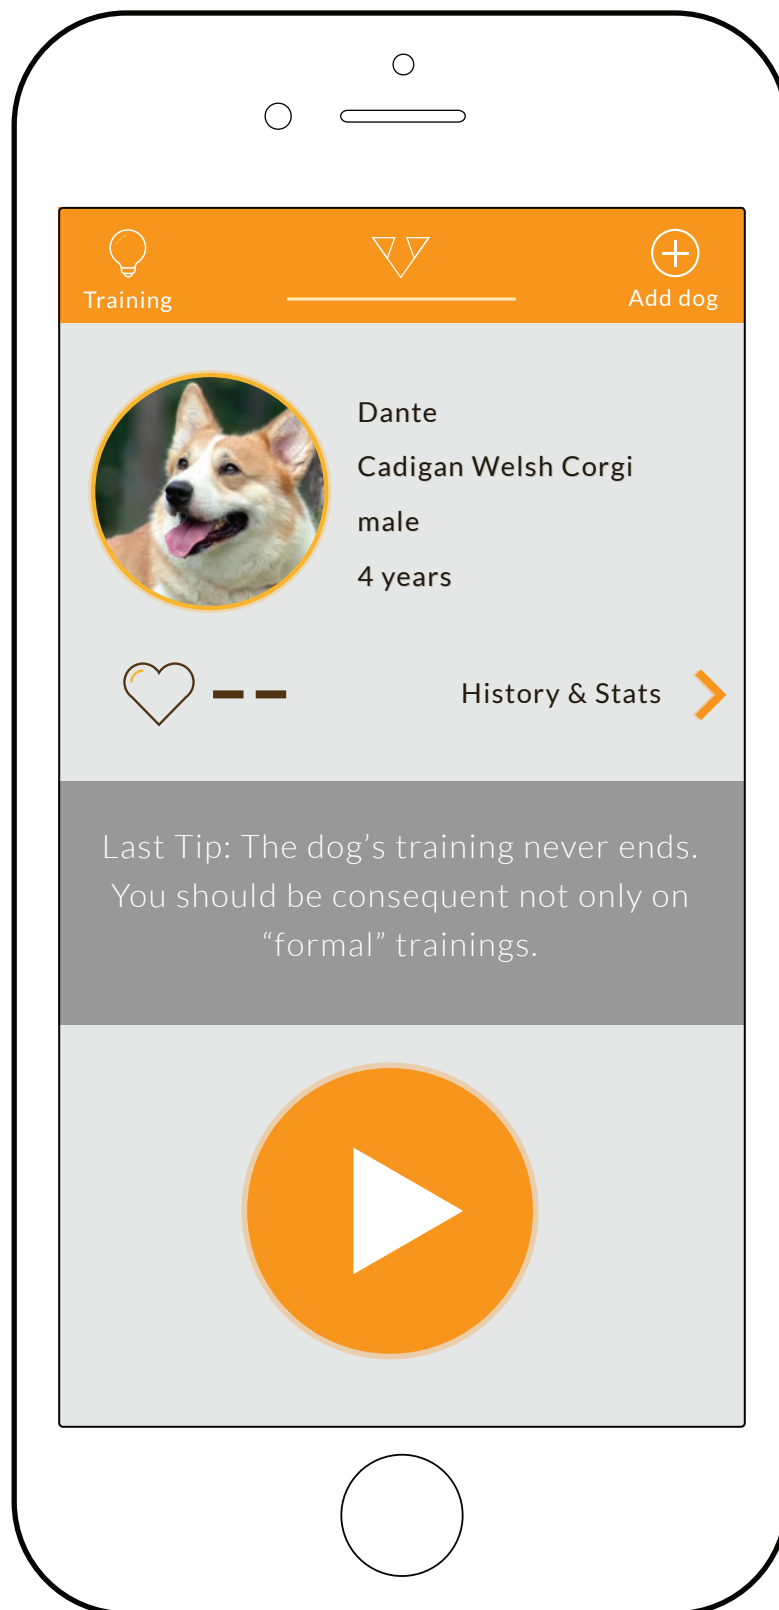 Training
Add dog
Dante
Cadigan Welsh Corgi
male
4 years
-- History & Stats
Last Tip: The dog’s training never ends.
You should be consequent not only on
“formal” trainings.